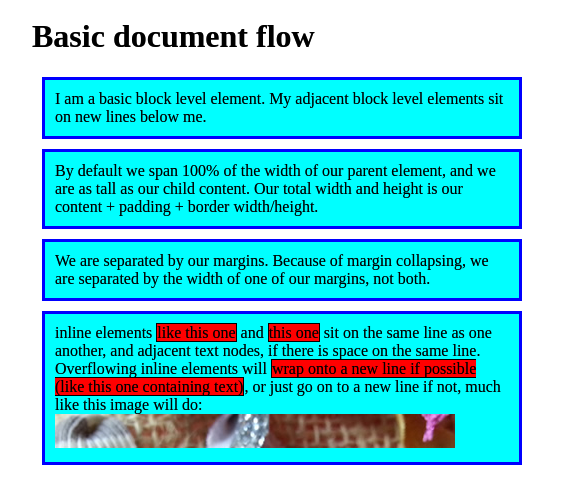 Basic document flow
I am a basic block level element. My adjacent block level elements sit
on new lines below me.
By default we span 100% of the width of our parent element, and we
are as tall as our child content. Our total width and height is our
content + padding + border width/height.
We are separated by our margins. Because of margin collapsing, we
are separated by the width of one of our margins, not both.
inline elements like this one and this one sit on the same line as one
another, and adjacent text nodes, if there is space on the same line.
Overflowing inline elements will wrap onto a new line if possible
(like this one containing text), or just go on to a new line if not, much
like this image will do: